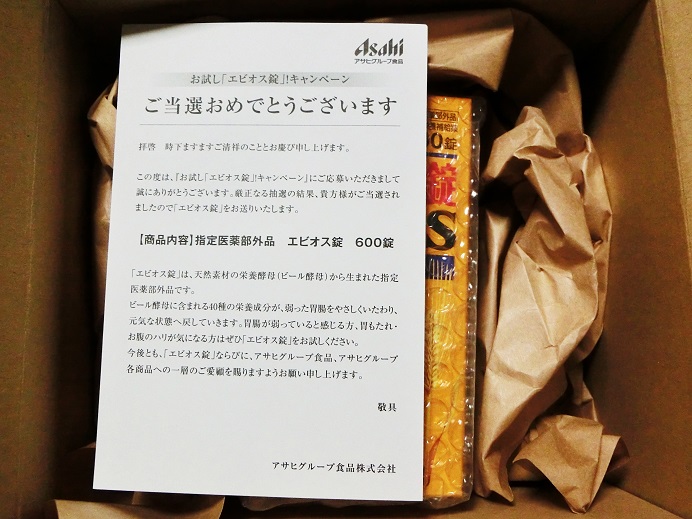 Asahi
アサヒグループ食品
お試し「エビオス錠」!キャンペーン
ご当選おめでとうございます
拝啓　時下ますますご清祥のこととお慶び申し上げます。
この度は、『お試し「エビオス錠」!キャンペーン』にご応募いただきまして
誠にありがとうございます。厳正なる抽選の結果、貴方様がご当選され
ましたので「エビオス錠」をお送りいたします。
【商品内容】指定医薬部外品　エビオス錠　600錠
「エビオス錠」は、天然素材の栄養酵母(ビール酵母)から生まれた指定
医薬部外品です。
ビール酵母に含まれる40種の栄養成分が、弱った胃腸をやさしくいたわり、
元気な状態へ戻していきます。胃腸が弱っていると感じる方、胃もたれ・
お腹のハリが気になる方はぜひ「エビオス錠」をお試しください。
今後とも、「エビオス錠」ならびに、アサヒグループ食品、アサヒグループ
各商品への一層のご愛顧を賜りますようお願い申し上げます。
敬具
アサヒグループ食品株式会社
部外品
0錠
錠
S